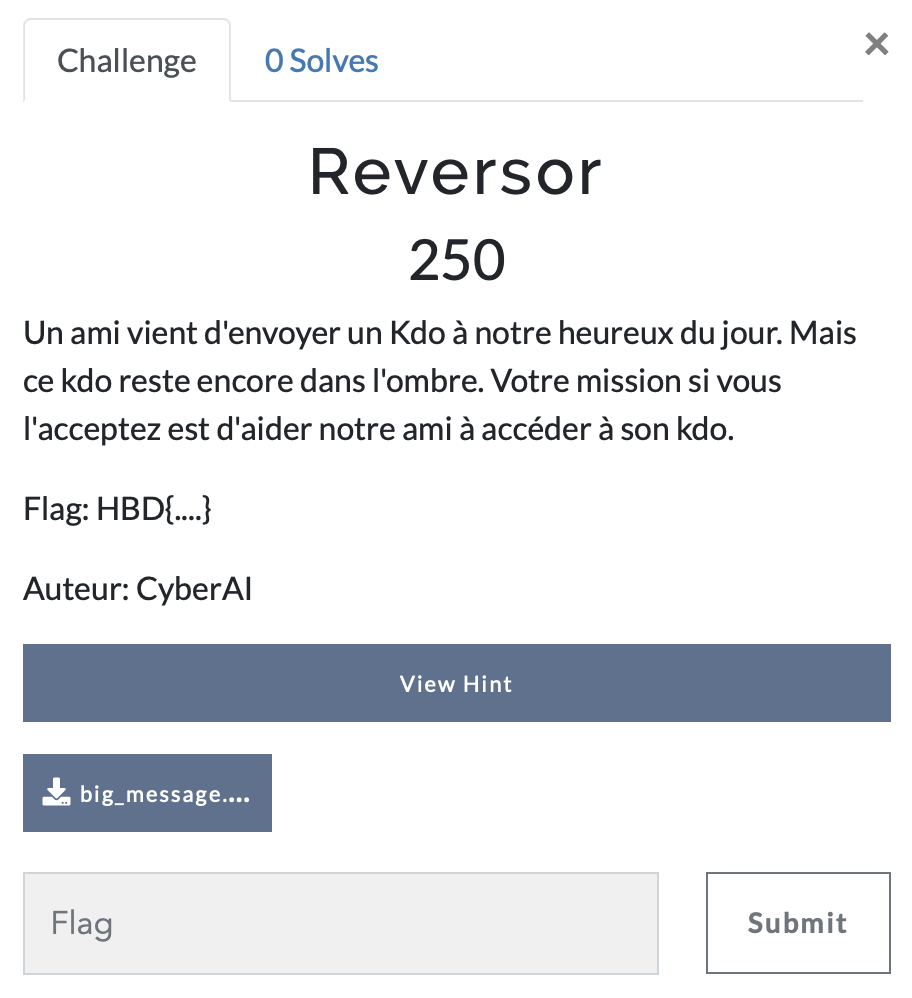 Challenge
0 Solves
×
Reversor
250
Un ami vient d'envoyer un Kdo à notre heureux du jour. Mais
ce kdo reste encore dans l'ombre. Votre mission si vous
l'acceptez est d'aider notre ami à accéder à son kdo.
Flag: HBD{....}
Auteur: CyberAI
View Hint
big_message....
Flag
Submit